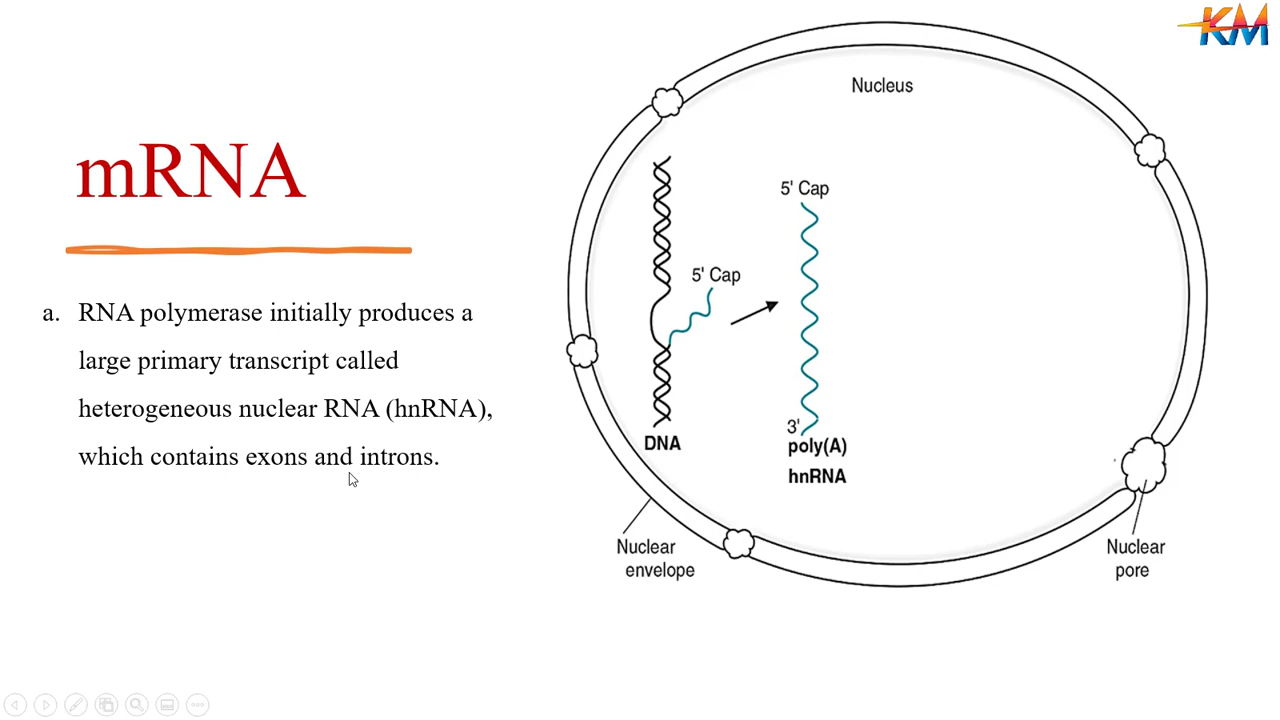 KM
mRNA
a. RNA polymerase initially produces a
large primary transcript called
heterogeneous nuclear RNA (hnRNA),
which contains exons and introns.
Nucleus
5' Cap
5' Cap
3'
DNA
poly(A)
hnRNA
Nuclear
envelope
Nuclear
pore